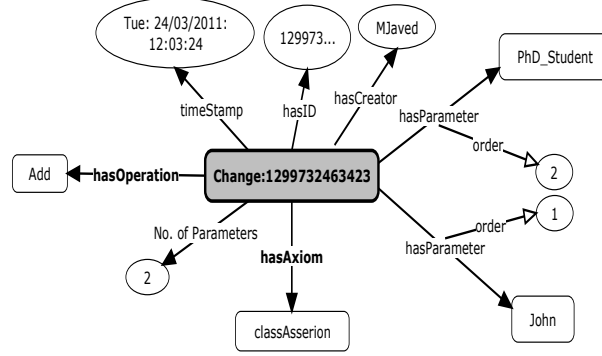 Tue: 24/03/2011:
12:03:24
129973...
MJaved
PhD_Student
timeStamp
hasID
hasCreator
hasParameter
order
2
Add
hasOperation
Change:1299732463423
1
order
No. of Parameters
hasParameter
2
hasAxiom
classAsserion
John